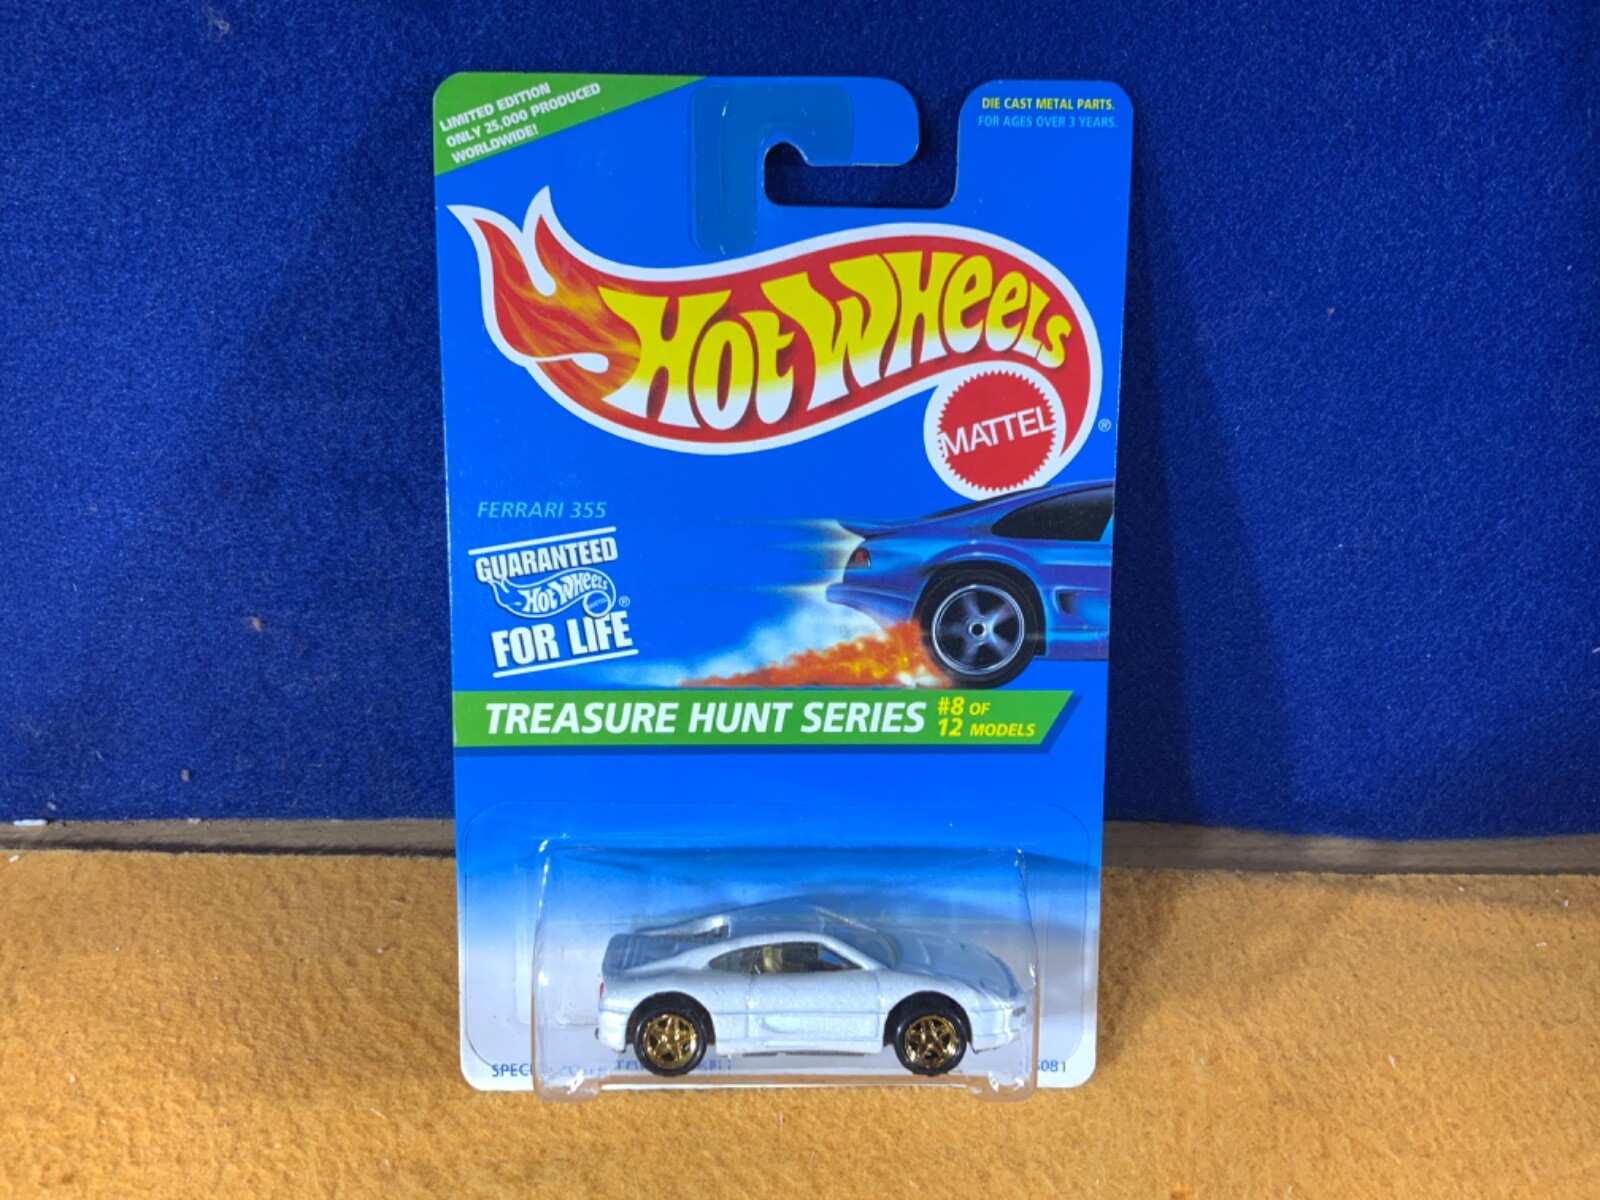 LIMITED EDITION
ONLY 25,000 PRODUCED
WORLDWIDE!
DIE CAST METAL PARTS.
FOR AGES OVER 3 YEARS.
HOT WHEELS
MATTEL
®
FERRARI 355
GUARANTEED
HOT WHEELS
MATTEL
®
FOR LIFE
TREASURE HUNT SERIES #8 OF
12 MODELS